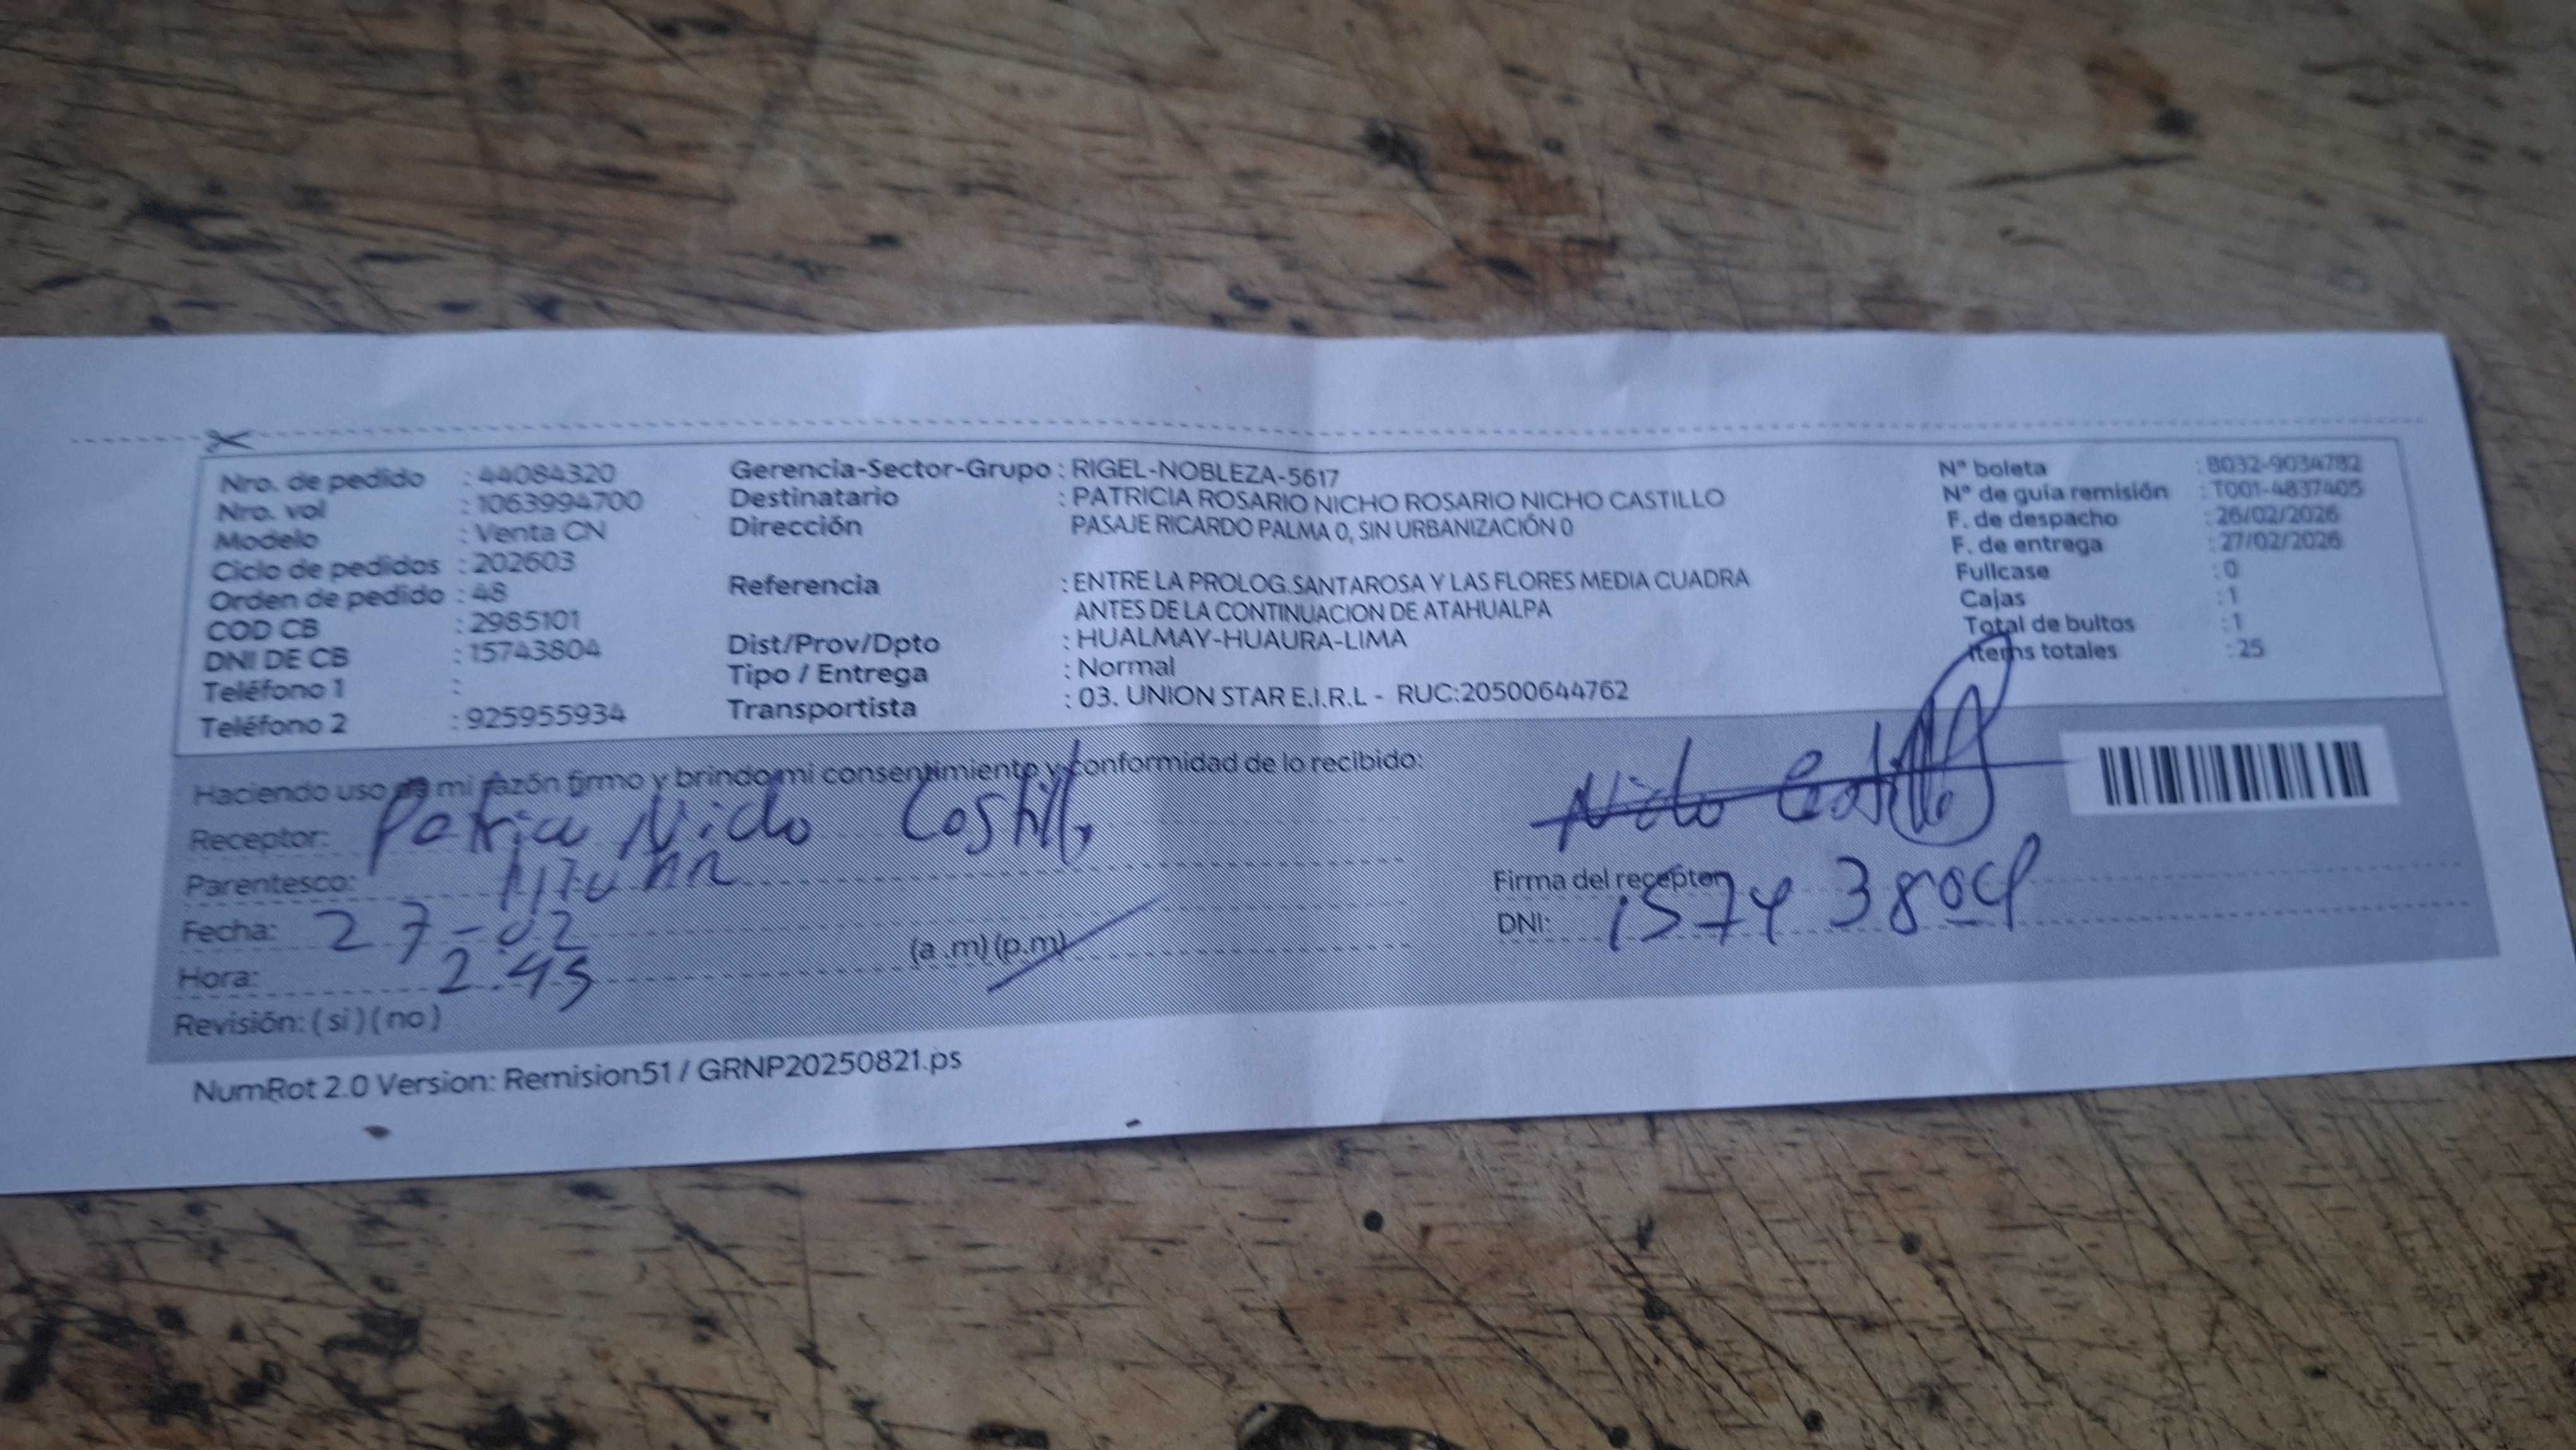 Nro. de pedido : 44084320
Nro. vol : 1063994700
Modelo : Venta CN
Ciclo de pedidos : 202603
Orden de pedido : 48
COD CB : 2985101
DNI DE CB : 15743804
Teléfono 1 :
Teléfono 2 : 925955934
Gerencia-Sector-Grupo : RIGEL-NOBLEZA-5617
Destinatario : PATRICIA ROSARIO NICHO ROSARIO NICHO CASTILLO
Dirección PASAJE RICARDO PALMA 0, SIN URBANIZACIÓN 0
Referencia : ENTRE LA PROLOG.SANTAROSA Y LAS FLORES MEDIA CUADRA
ANTES DE LA CONTINUACION DE ATAHUALPA
Dist/Prov/Dpto : HUALMAY-HUAURA-LIMA
Tipo / Entrega : Normal
Transportista : 03. UNION STAR E.I.R.L - RUC:20500644762
N° boleta : B032-9034782
N° de guía remisión : T001-4837405
F. de despacho : 26/02/2026
F. de entrega : 27/02/2026
Fullcase : 0
Cajas : 1
Total de bultos : 1
Items totales : 25
Haciendo uso de mi razón firmo y brindo mi consentimiento y conformidad de lo recibido:
Receptor: Patricia Nicho Castillo
Parentesco:
Fecha: 27-02
Hora: 2.45 (a .m) (p.m)
Revisión: ( si ) ( no )
Nicho Castillo
Firma del receptor
DNI: 15743804
NumRot 2.0 Version: Remision51 / GRNP20250821.ps